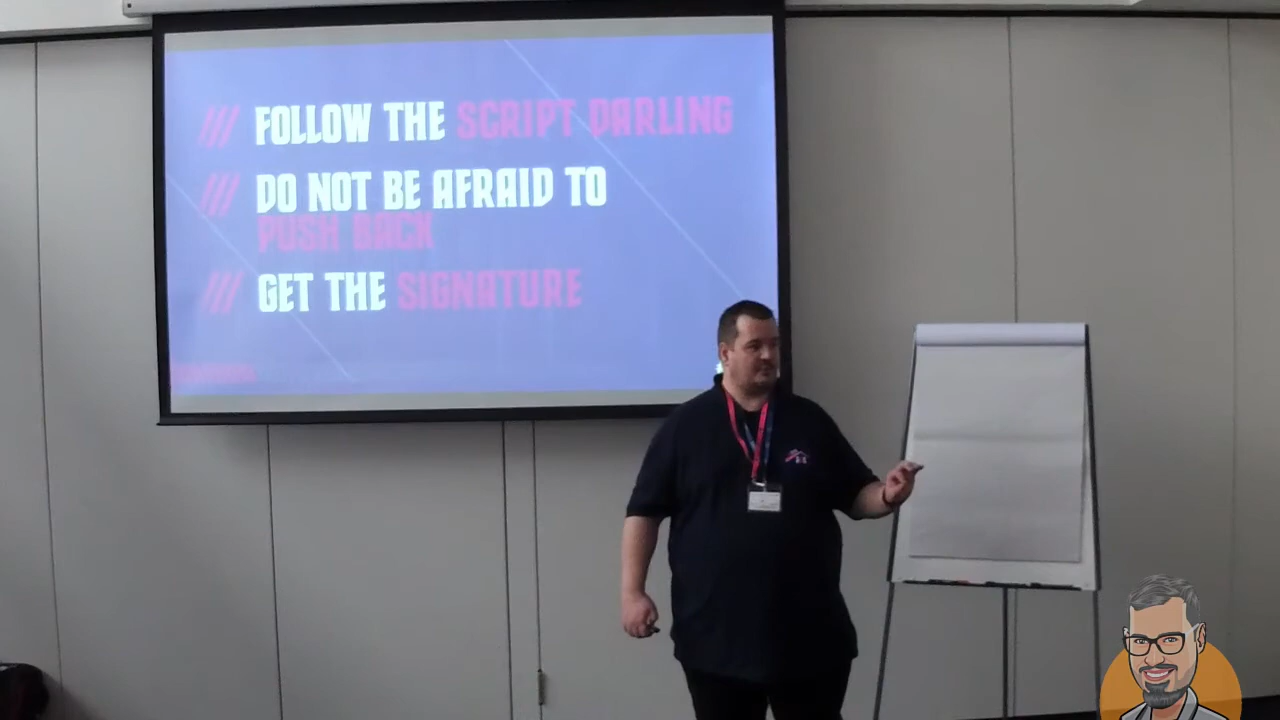 /// FOLLOW THE SCRIPT DARLING
/// DO NOT BE AFRAID TO
PUSH BACK
/// GET THE SIGNATURE